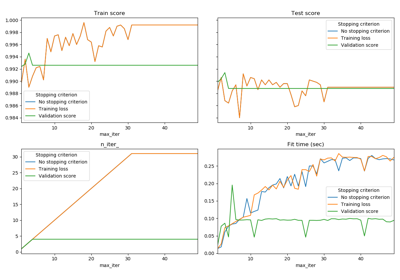 Train score
1.000
0.998
0.996
0.994
0.992
0.990
0.988
0.986
0.984
Stopping criterion
No stopping criterion
Training loss
Validation score
10
20
30
40
max_iter
Test score
Stopping criterion
No stopping criterion
Training loss
Validation score
10
20
30
40
max_iter
n_iter_
30
25
20
15
10
5
0
Stopping criterion
No stopping criterion
Training loss
Validation score
10
20
30
40
max_iter
Fit time (sec)
0.25
0.20
0.15
0.10
0.05
0.00
Stopping criterion
No stopping criterion
Training loss
Validation score
10
20
30
40
max_iter